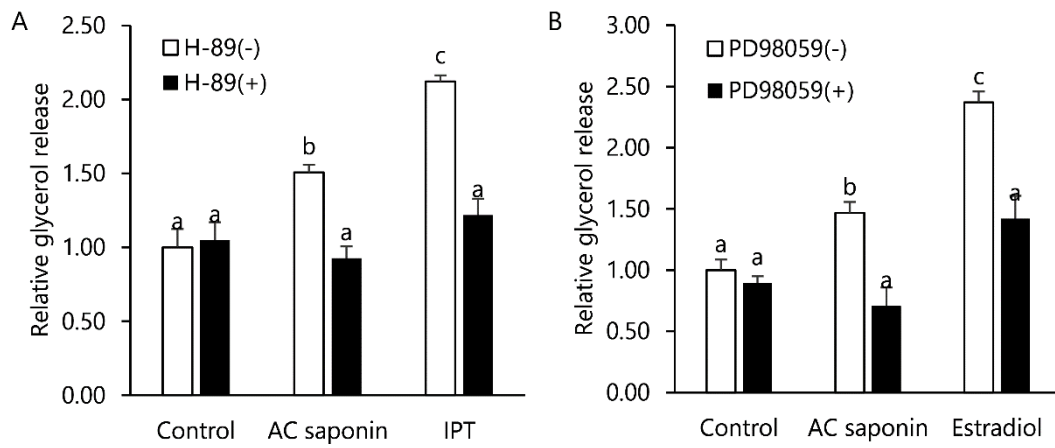 A
Relative glycerol release
2.50
2.00
1.50
1.00
0.50
0.00
H-89(-)
H-89(+)
a
a
b
a
c
a
Control
AC saponin
IPT
B
Relative glycerol release
3.00
2.50
2.00
1.50
1.00
0.50
0.00
PD98059(-)
PD98059(+)
a
a
b
a
c
a
Control
AC saponin
Estradiol